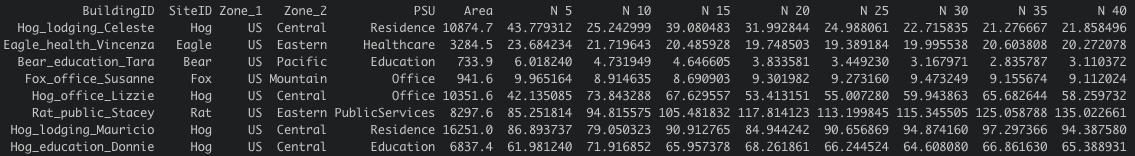 BuildingID SiteID Zone_1 Zone_2 PSU Area N 5 N 10 N 15 N 20 N 25 N 30 N 35 N 40
Hog_lodging_Celeste Hog US Central Residence 10874.7 43.779312 25.242999 39.080483 31.992844 24.988061 22.715835 21.276667 21.858496
Eagle_health_Vincenza Eagle US Eastern Healthcare 3284.5 23.684234 21.719643 20.485928 19.748503 19.389184 19.995538 20.603808 20.272078
Bear_education_Tara Bear US Pacific Education 733.9 6.018240 4.731949 4.646605 3.833581 3.449230 3.167971 2.835787 3.110372
Fox_office_Susanne Fox US Mountain Office 941.6 9.965164 8.914635 8.690903 9.301982 9.273160 9.473249 9.155674 9.112024
Hog_office_Lizzie Hog US Central Office 10351.6 42.135085 73.843288 67.629557 53.413151 55.007280 59.943863 65.682644 58.259732
Rat_public_Stacey Rat US Eastern PublicServices 8297.6 85.251814 94.815575 105.481832 117.814123 113.199845 115.345505 125.058788 135.022661
Hog_lodging_Mauricio Hog US Central Residence 16251.0 86.893737 79.050323 90.912765 84.944242 90.656869 94.874160 97.297366 94.387580
Hog_education_Donnie Hog US Central Education 6837.4 61.981240 71.916852 65.957378 68.261861 66.244524 64.608080 66.861630 65.388931